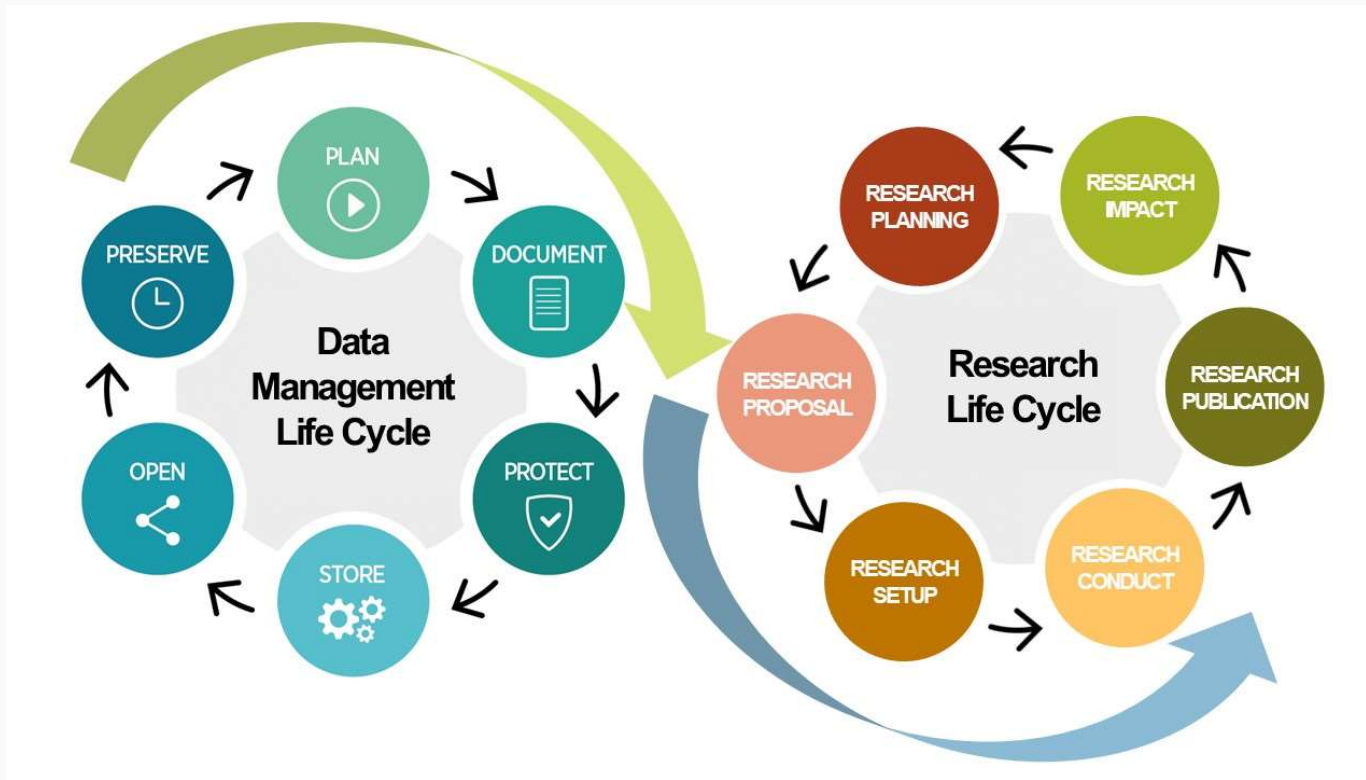 PLAN
DOCUMENT
PROTECT
STORE
OPEN
PRESERVE
Data
Management
Life Cycle
RESEARCH
PLANNING
RESEARCH
PROPOSAL
RESEARCH
SETUP
RESEARCH
CONDUCT
RESEARCH
PUBLICATION
RESEARCH
IMPACT
Research
Life Cycle